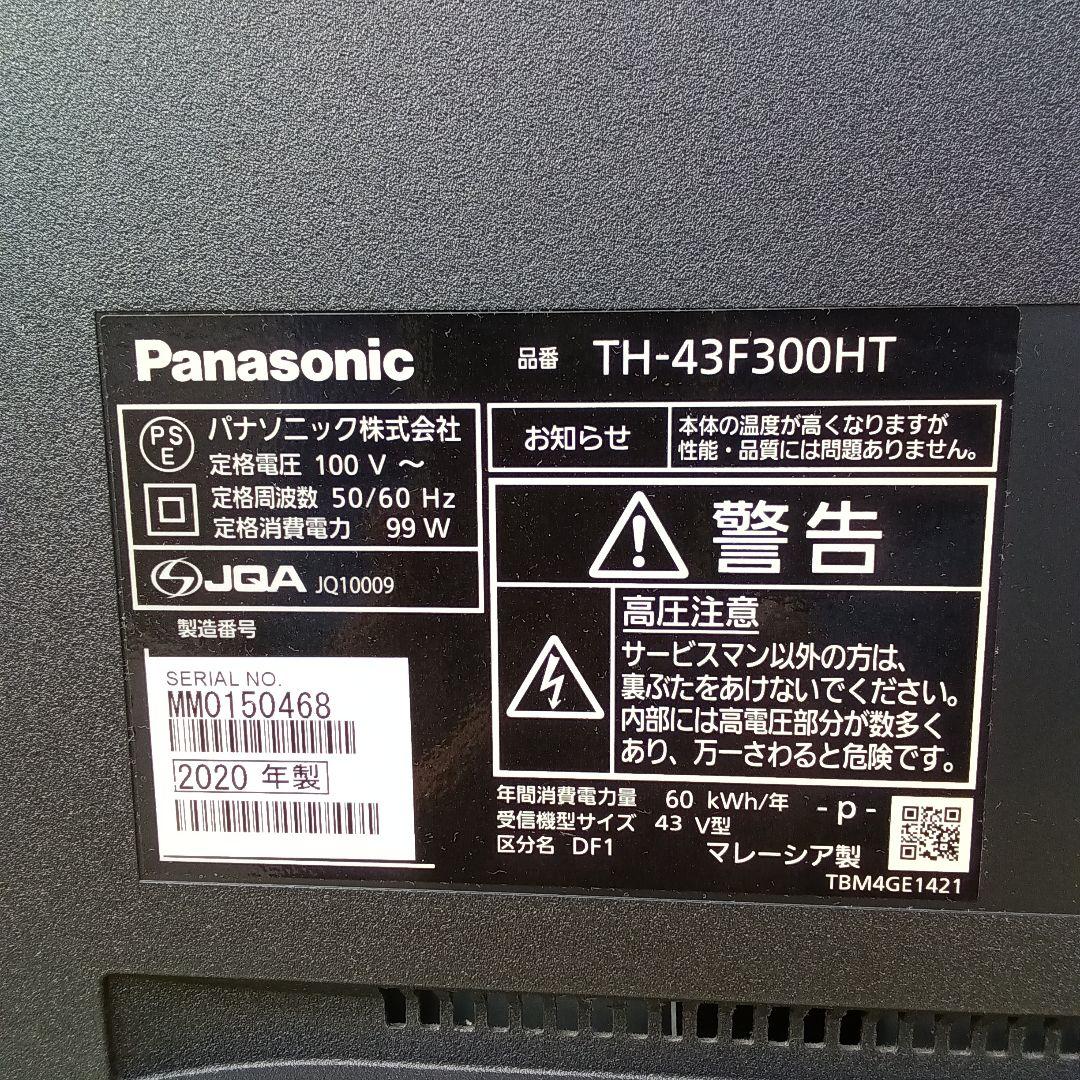 Panasonic 品番 TH-43F300HT
PS
E
パナソニック株式会社
定格電圧 100 V ～
定格周波数 50/60 Hz
定格消費電力 99 W
JQA JQ10009
お知らせ
本体の温度が高くなりますが
性能・品質には問題ありません。
警告
高圧注意
サービスマン以外の方は、
裏ぶたをあけないでください。
内部には高電圧部分が数多く
あり、万一さわると危険です。
製造番号
SERIAL NO.
MM0150468
2020 年製
年間消費電力量 60 kWh/年
受信機型サイズ 43 V型
区分名 DF1
- p -
マレーシア製
TBM4GE1421